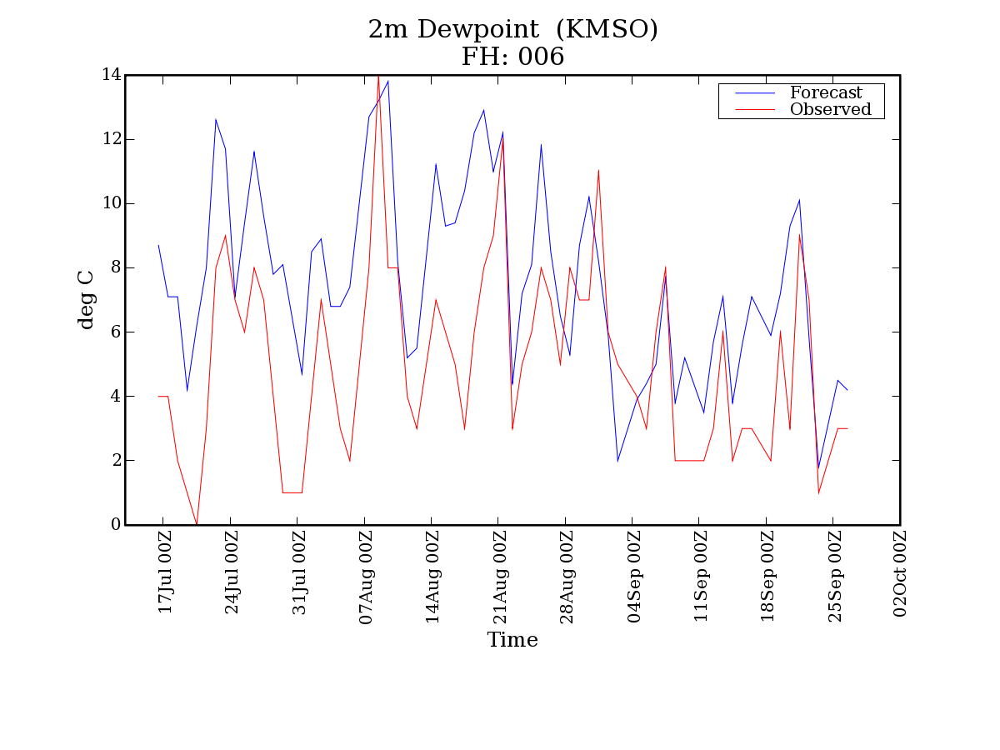 2m Dewpoint  (KMSO)
FH: 006
Forecast
Observed
14
12
10
8
6
4
2
0
deg C
17Jul 00Z
24Jul 00Z
31Jul 00Z
07Aug 00Z
14Aug 00Z
21Aug 00Z
28Aug 00Z
04Sep 00Z
11Sep 00Z
18Sep 00Z
25Sep 00Z
02Oct 00Z
Time